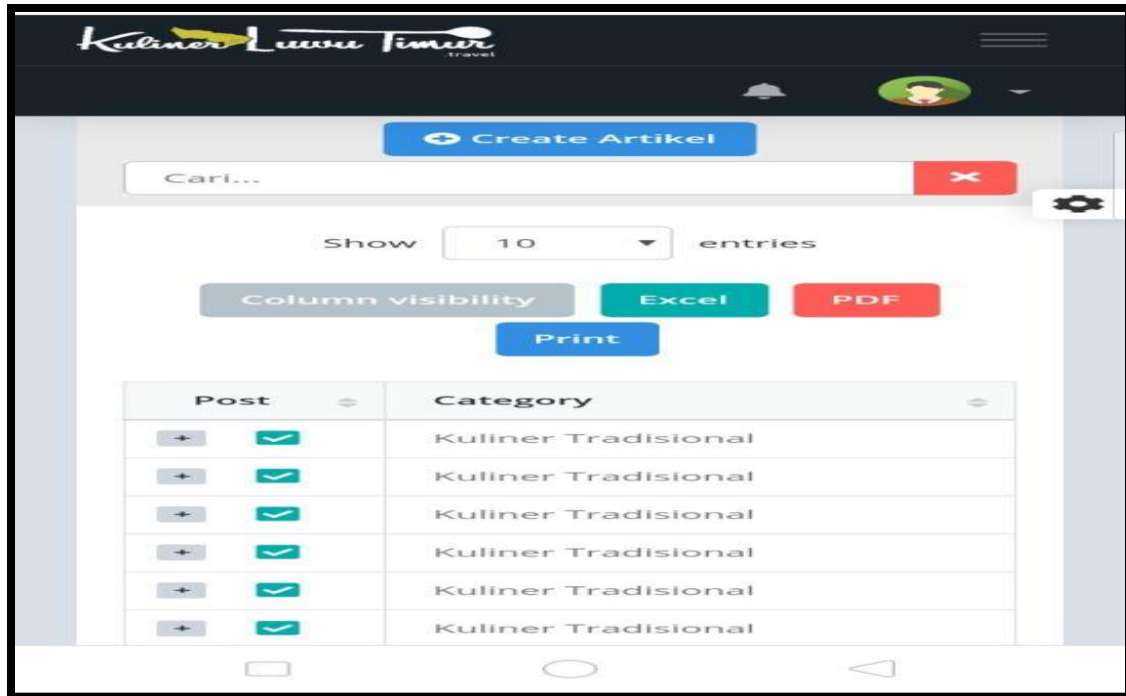 Kuliner Luwu Timur
.travel
Create Artikel
Cari...
Show 10 entries
Column visibility Excel PDF
Print
Post Category
Kuliner Tradisional
Kuliner Tradisional
Kuliner Tradisional
Kuliner Tradisional
Kuliner Tradisional
Kuliner Tradisional